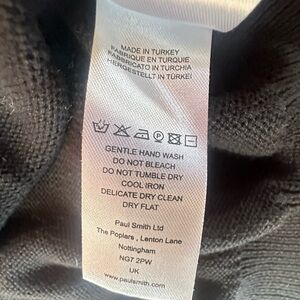 MADE IN TURKEY
FABRIQUE EN TURQUIE
FABBRICATO IN TURCHIA
HERGESTELLT IN TÜRKEI
GENTLE HAND WASH
DO NOT BLEACH
DO NOT TUMBLE DRY
COOL IRON
DELICATE DRY CLEAN
DRY FLAT
Paul Smith Ltd
The Poplars , Lenton Lane
Nottingham
NG7 2PW
UK
www.paulsmith.com